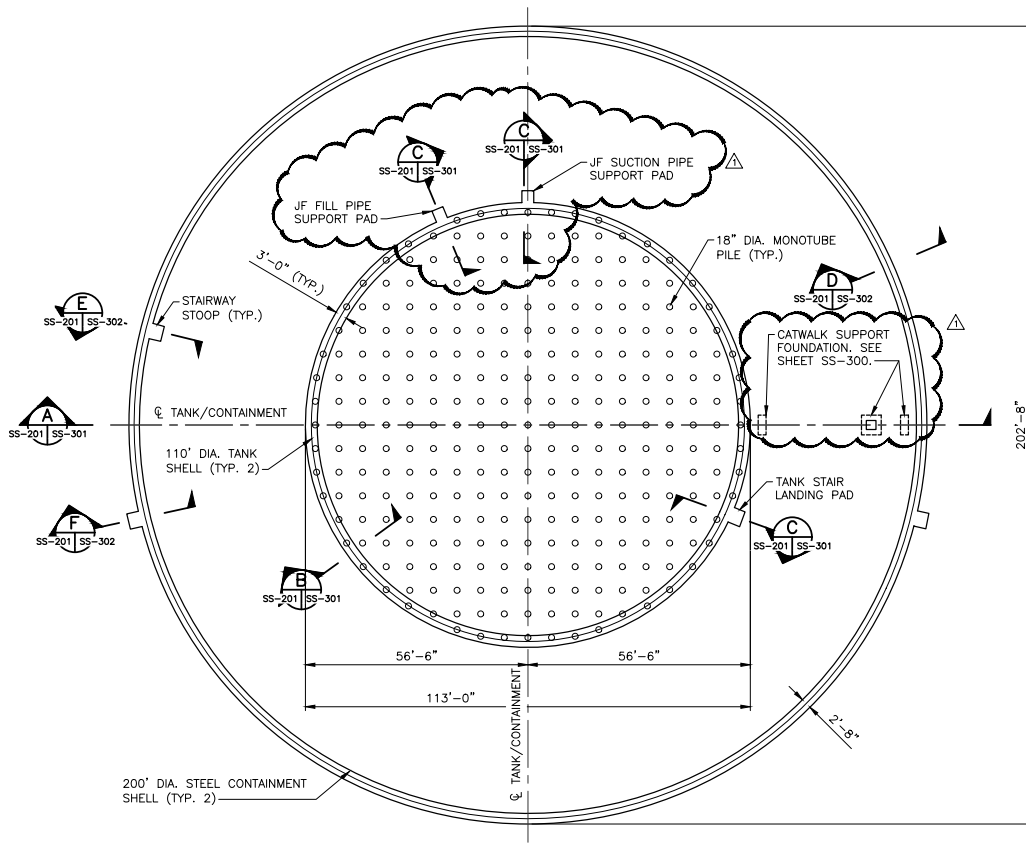 C
SS-201 SS-301
C
SS-201 SS-301
JF SUCTION PIPE
SUPPORT PAD
1
JF FILL PIPE
SUPPORT PAD
3'-0" (TYP.)
18" DIA. MONOTUBE
PILE (TYP.)
D
SS-201 SS-302
E
SS-201 SS-302
STAIRWAY
STOOP (TYP.)
1
CATWALK SUPPORT
FOUNDATION. SEE
SHEET SS-300.
A
SS-201 SS-301
℄ TANK/CONTAINMENT
202'-8"
110' DIA. TANK
SHELL (TYP. 2)
TANK STAIR
LANDING PAD
F
SS-201 SS-302
C
SS-201 SS-301
B
SS-201 SS-301
56'-6"
56'-6"
113'-0"
℄ TANK/CONTAINMENT
2'-8"
200' DIA. STEEL CONTAINMENT
SHELL (TYP. 2)